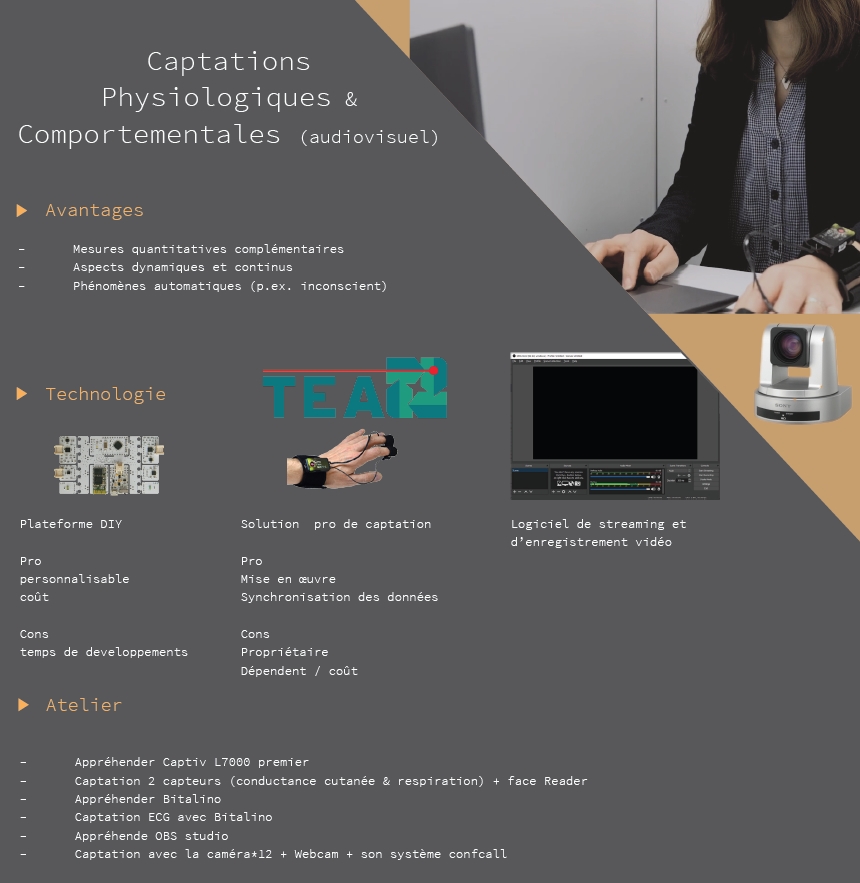 Captations
Physiologiques &
Comportementales (audiovisuel)
Avantages
– Mesures quantitatives complémentaires
– Aspects dynamiques et continus
– Phénomènes automatiques (p.ex. inconscient)
TEA
Technologie
SONY
Plateforme DIY
Pro
personnalisable
coût
Cons
temps de developpements
Solution pro de captation
Pro
Mise en œuvre
Synchronisation des données
Cons
Propriétaire
Dépendent / coût
Logiciel de streaming et
d’enregistrement vidéo
Atelier
– Appréhender Captiv L7000 premier
– Captation 2 capteurs (conductance cutanée & respiration) + face Reader
– Appréhender Bitalino
– Captation ECG avec Bitalino
– Appréhende OBS studio
– Captation avec la caméra*12 + Webcam + son système confcall